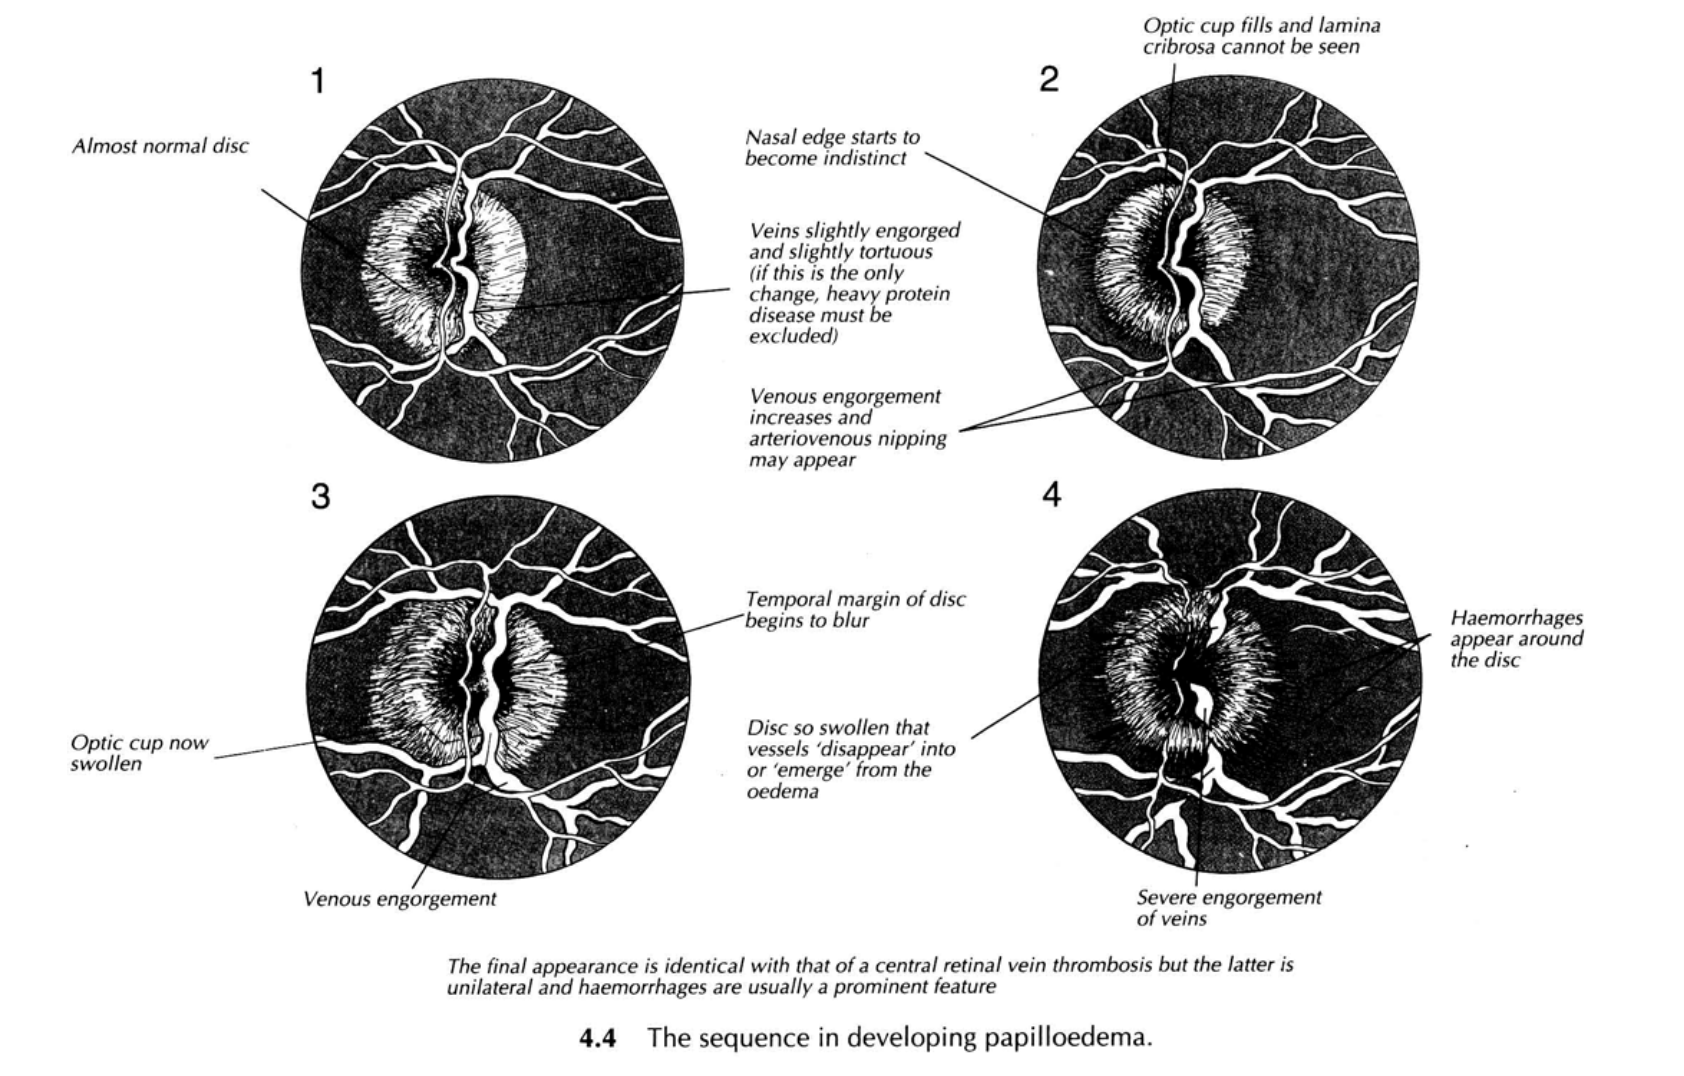 1
Almost normal disc
Veins slightly engorged
and slightly tortuous
(if this is the only
change, heavy protein
disease must be
excluded)
2
Optic cup fills and lamina
cribrosa cannot be seen
Nasal edge starts to
become indistinct
Venous engorgement
increases and
arteriovenous nipping
may appear
3
Temporal margin of disc
begins to blur
Optic cup now
swollen
Venous engorgement
4
Haemorrhages
appear around
the disc
Disc so swollen that
vessels ‘disappear’ into
or ‘emerge’ from the
oedema
Severe engorgement
of veins
The final appearance is identical with that of a central retinal vein thrombosis but the latter is
unilateral and haemorrhages are usually a prominent feature
4.4 The sequence in developing papilloedema.